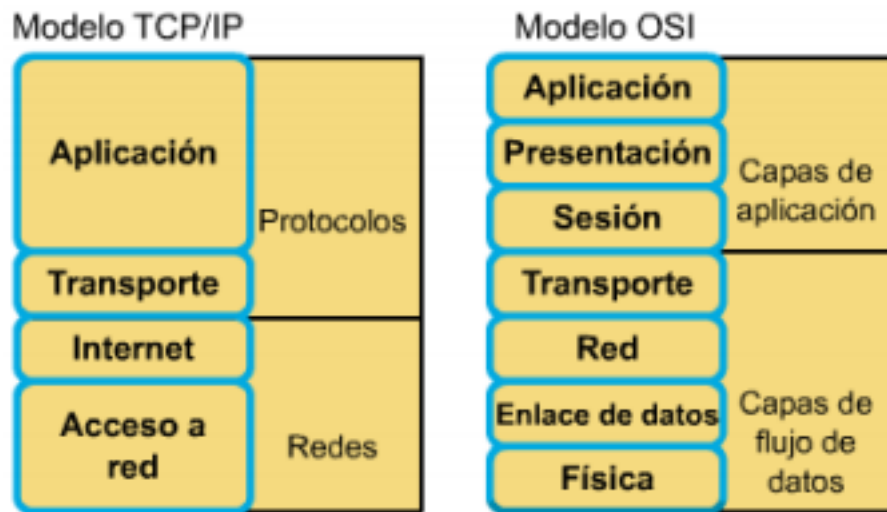 Modelo TCP/IP
Aplicación
Transporte
Internet
Acceso a
red
Protocolos
Redes
Modelo OSI
Aplicación
Presentación
Sesión
Transporte
Red
Enlace de datos
Física
Capas de
aplicación
Capas de
flujo de
datos